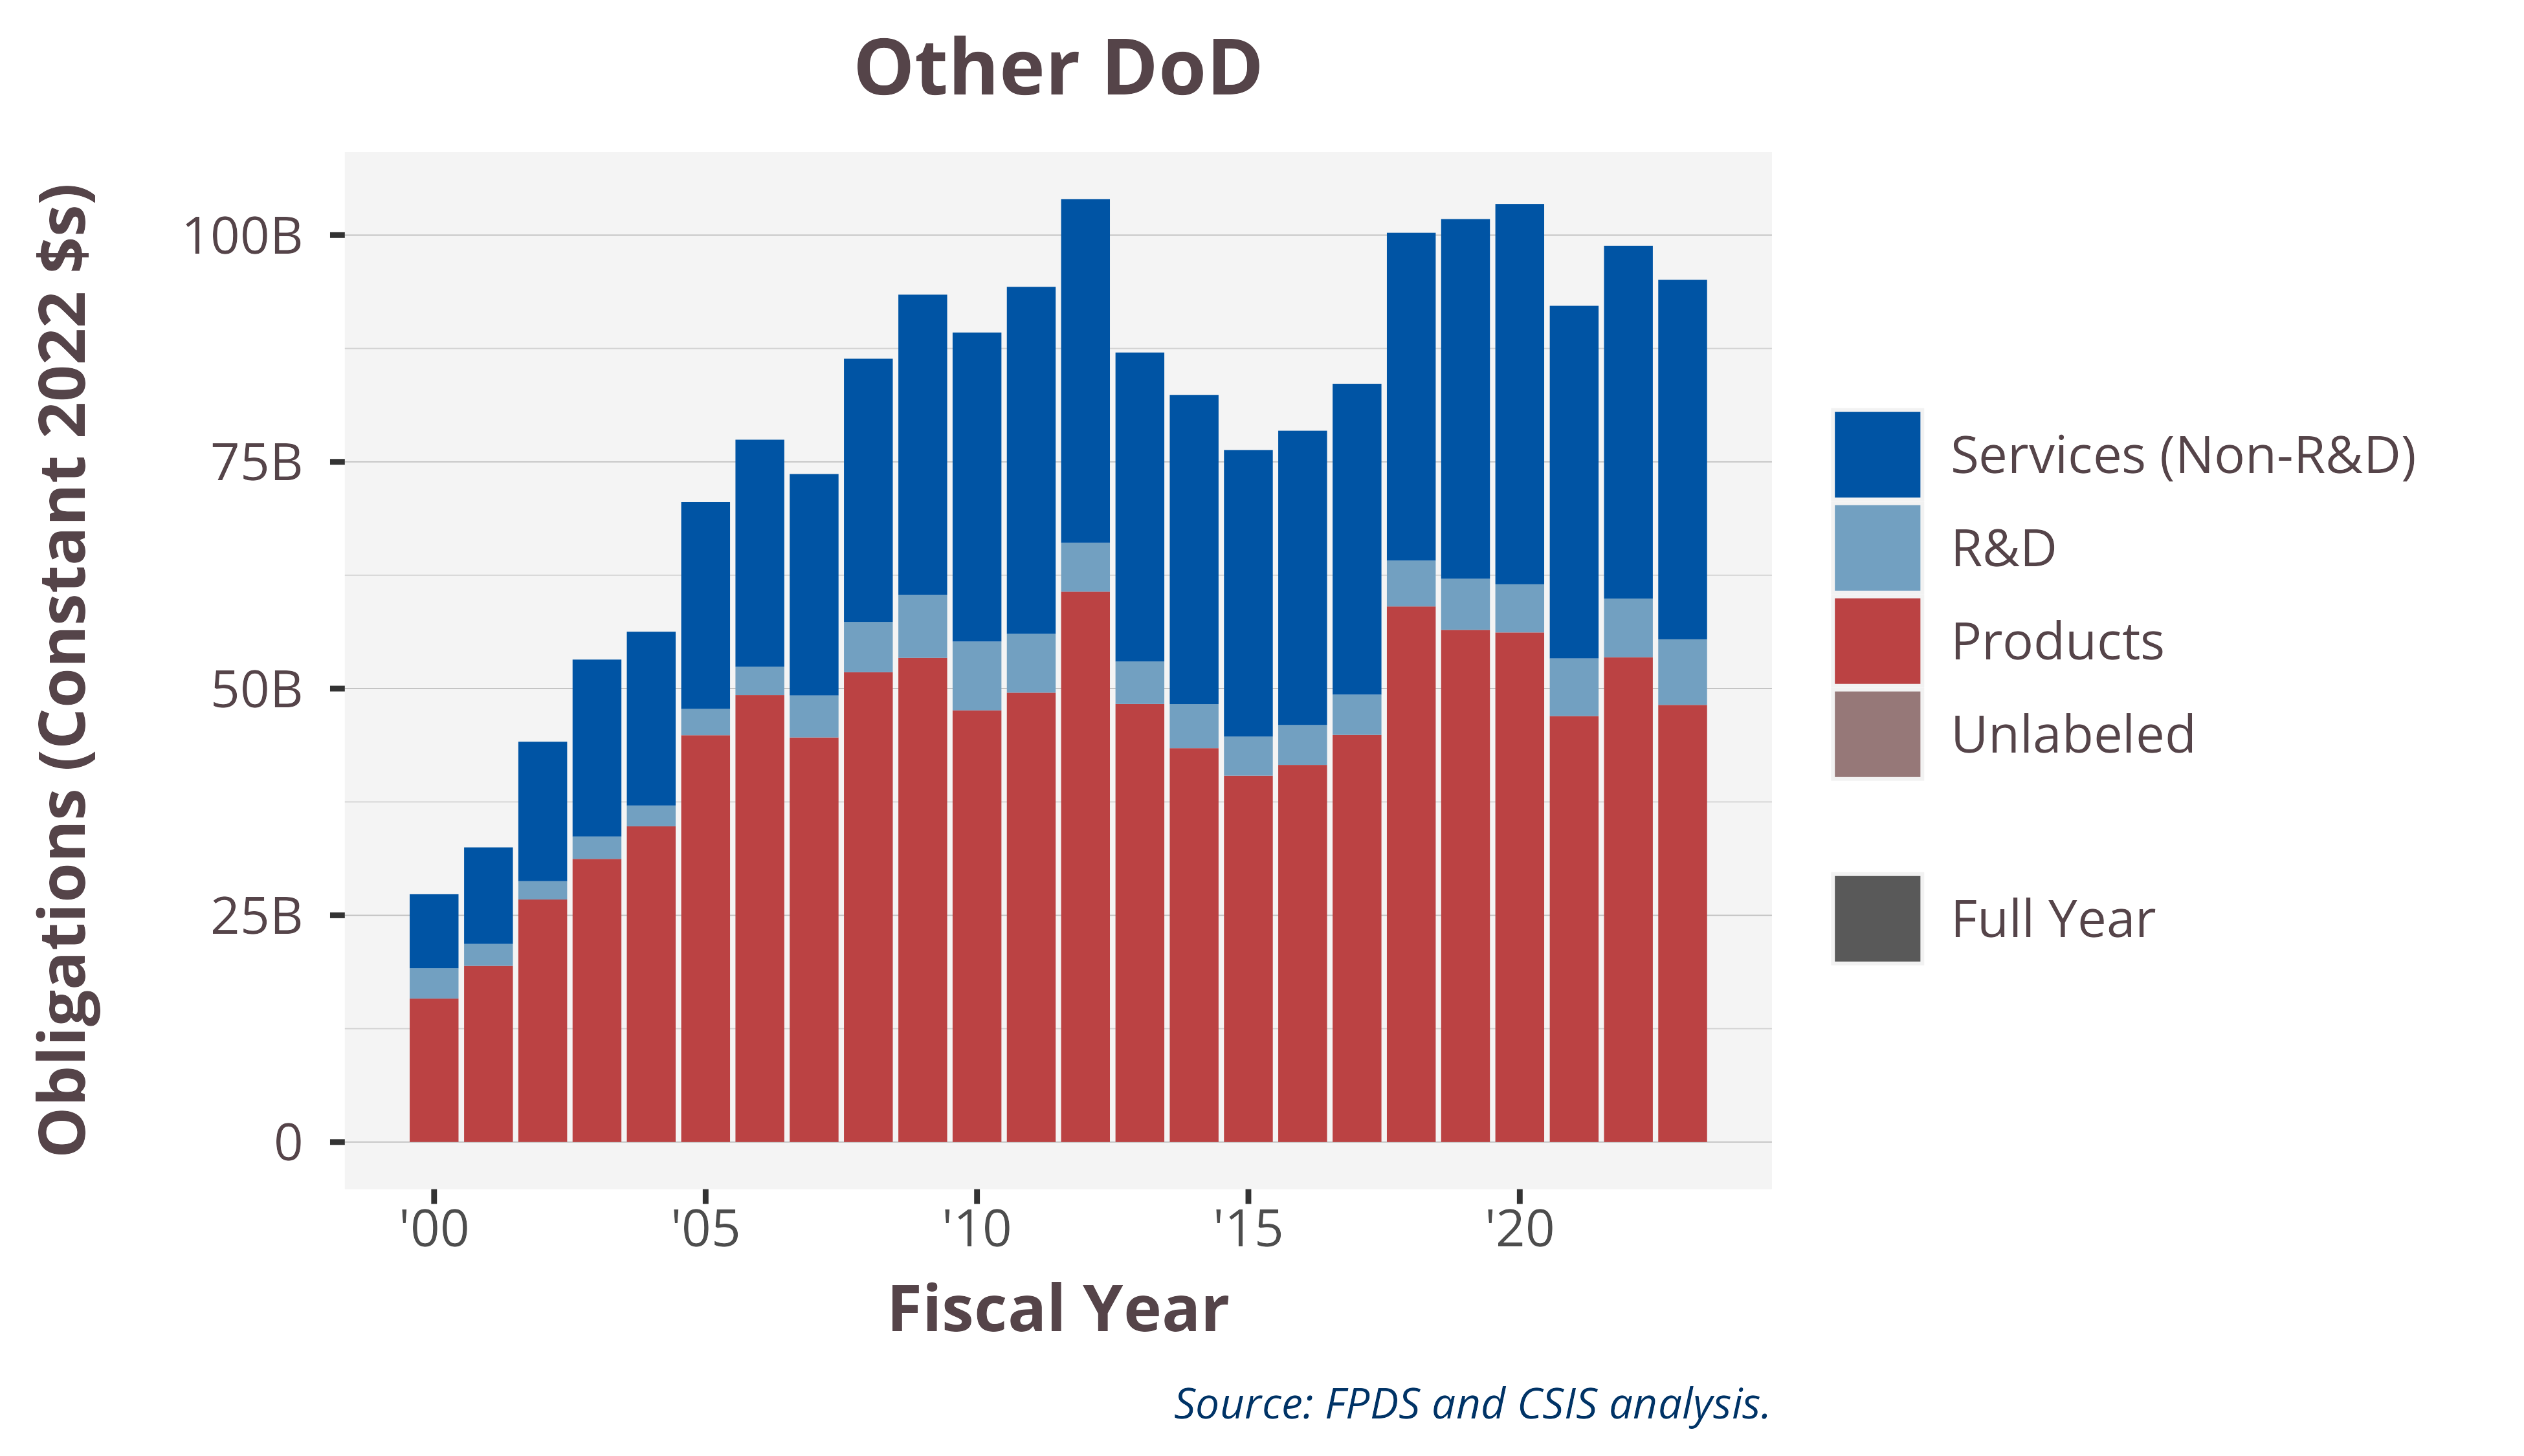 Other DoD
Obligations (Constant 2022 $s)
100B
75B
50B
25B
0
'00
'05
'10
'15
'20
Fiscal Year
Services (Non-R&D)
R&D
Products
Unlabeled
Full Year
Source: FPDS and CSIS analysis.